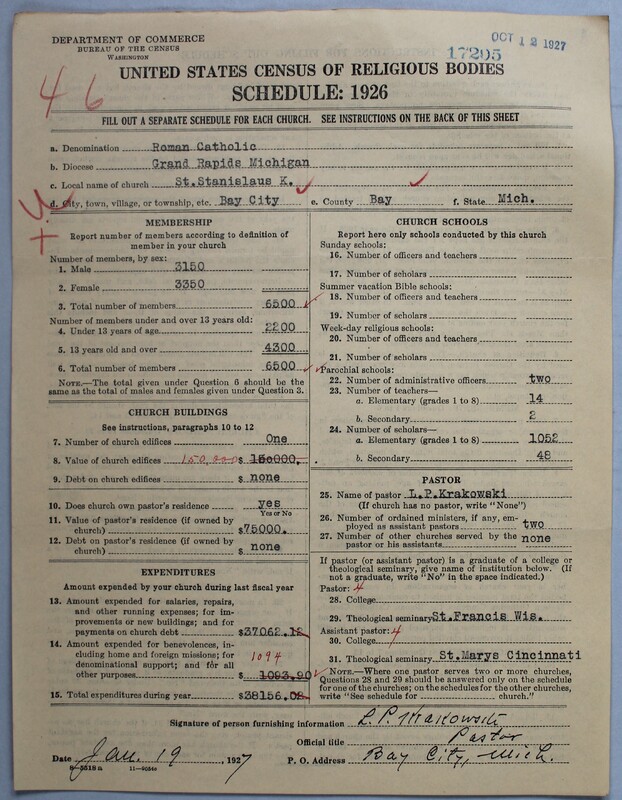 DEPARTMENT OF COMMERCE
BUREAU OF THE CENSUS
WASHINGTON
17295
OCT 12 1927
UNITED STATES CENSUS OF RELIGIOUS BODIES
SCHEDULE: 1926
4 6
FILL OUT A SEPARATE SCHEDULE FOR EACH CHURCH. SEE INSTRUCTIONS ON THE BACK OF THIS SHEET
a. Denomination Roman Catholic
b. Diocese Grand Rapids Michigan
c. Local name of church St.Stanislaus K.
d. City, town, village, or township, etc. Bay City e. County Bay f. State Mich.
MEMBERSHIP
Report number of members according to definition of
member in your church
Number of members, by sex:
1. Male 3150
2. Female 3350
3. Total number of members 6500
Number of members under and over 13 years old:
4. Under 13 years of age 2200
5. 13 years old and over 4300
6. Total number of members 6500
NOTE.—The total given under Question 6 should be
same as the total of males and females given under Question 3.
CHURCH BUILDINGS
See instructions, paragraphs 10 to 12
7. Number of church edifices One
8. Value of church edifices 150,000 $ 150000.
9. Debt on church edifices $ none
10. Does church own pastor's residence yes
Yes or No
11. Value of pastor's residence (if owned by
church) $75000.
12. Debt on pastor's residence (if owned by
church) $ none
EXPENDITURES
Amount expended by your church during last fiscal year
13. Amount expended for salaries, repairs,
and other running expenses; for im-
provements or new buildings; and for
payments on church debt $37062.12
14. Amount expended for benevolences, in-
cluding home and foreign missions; for
denominational support; and for all
other purposes 1094 $ 1093.90
15. Total expenditures during year $38156.02
CHURCH SCHOOLS
Report here only schools conducted by this church
Sunday schools:
16. Number of officers and teachers
17. Number of scholars
Summer vacation Bible schools:
18. Number of officers and teachers
19. Number of scholars
Week-day religious schools:
20. Number of officers and teachers
21. Number of scholars
Parochial schools:
22. Number of administrative officers two
23. Number of teachers—
a. Elementary (grades 1 to 8) 14
b. Secondary 2
24. Number of scholars—
a. Elementary (grades 1 to 8) 1052
b. Secondary 48
PASTOR
25. Name of pastor L.P.Krakowski
(If church has no pastor, write "None")
26. Number of ordained ministers, if any, em-
ployed as assistant pastors two
27. Number of other churches served by the
pastor or his assistants none
If pastor (or assistant pastor) is a graduate of a college or
theological seminary, give name of institution below. (If
not a graduate, write "No" in the space indicated.)
Pastor: 4
28. College
29. Theological seminary St.Francis Wis.
Assistant pastor: 4
30. College
31. Theological seminary St.Marys Cincinnati
NOTE.—Where one pastor serves two or more churches,
Questions 28 and 29 should be answered only on the schedule
for one of the churches; on the schedules for the other churches,
write "See schedule for church."
Signature of person furnishing information L. P. Krakowski
Official title Pastor
Date Jan. 19, 1927 P. O. Address Bay City, Mich.
8—5518a 11—9054a